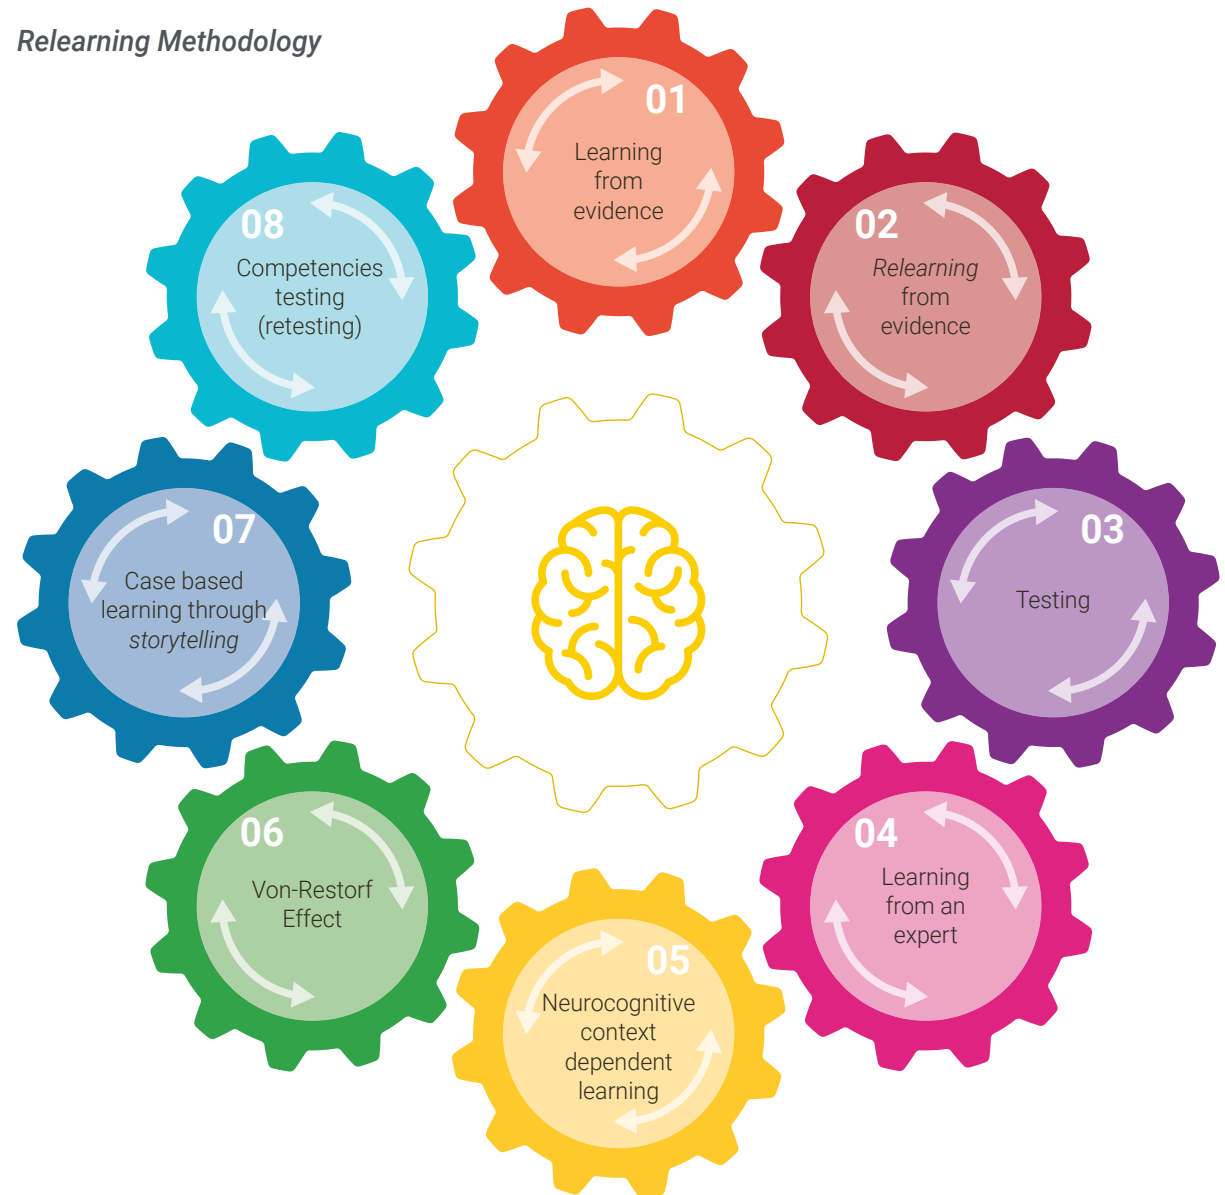 Relearning Methodology
01
Learning
from
evidence
02
Relearning
from
evidence
03
Testing
04
Learning
from an
expert
05
Neurocognitive
context
dependent
learning
06
Von-Restorf
Effect
07
Case based
learning through
storytelling
08
Competencies
testing
(retesting)